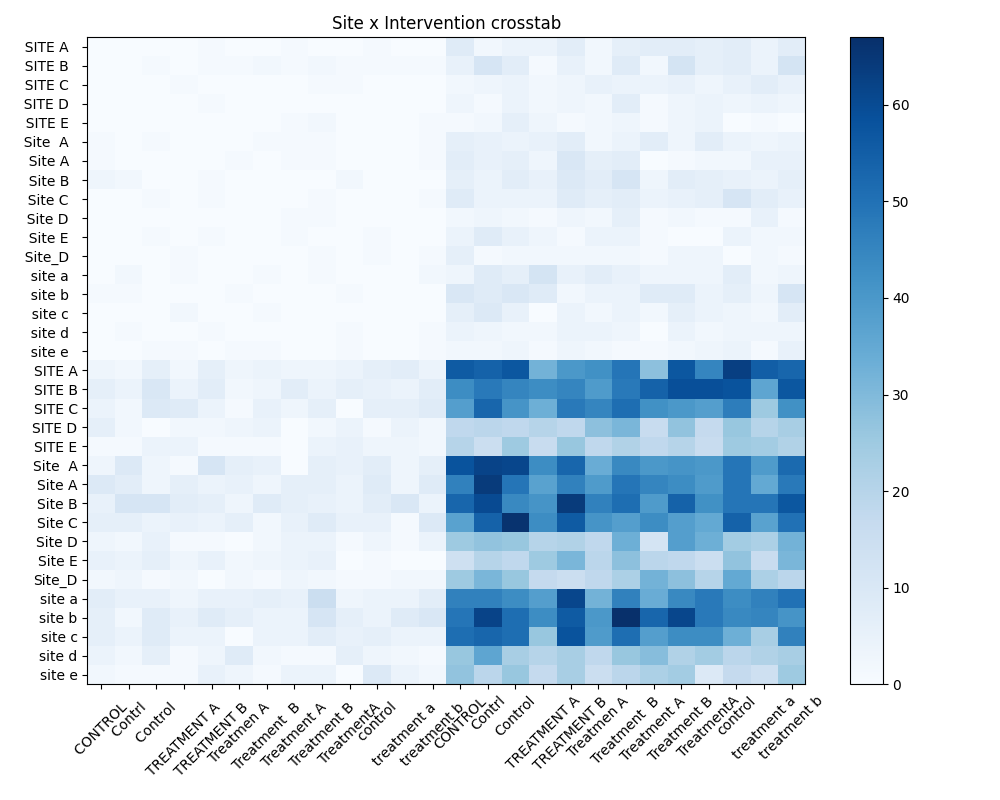 Site x Intervention crosstab
SITE A
SITE B
SITE C
SITE D
SITE E
Site  A
Site A
Site B
Site C
Site D
Site E
Site_D
site a
site b
site c
site d
site e
SITE A
SITE B
SITE C
SITE D
SITE E
Site  A
Site A
Site B
Site C
Site D
Site E
Site_D
site a
site b
site c
site d
site e
CONTROL
Contrl
Control
TREATMENT A
TREATMENT B
Treatmen A
Treatment  B
Treatment A
Treatment B
TreatmentA
control
treatment a
treatment b
CONTROL
Contrl
Control
TREATMENT A
TREATMENT B
Treatmen A
Treatment  B
Treatment A
Treatment B
TreatmentA
control
treatment a
treatment b
60
50
40
30
20
10
0